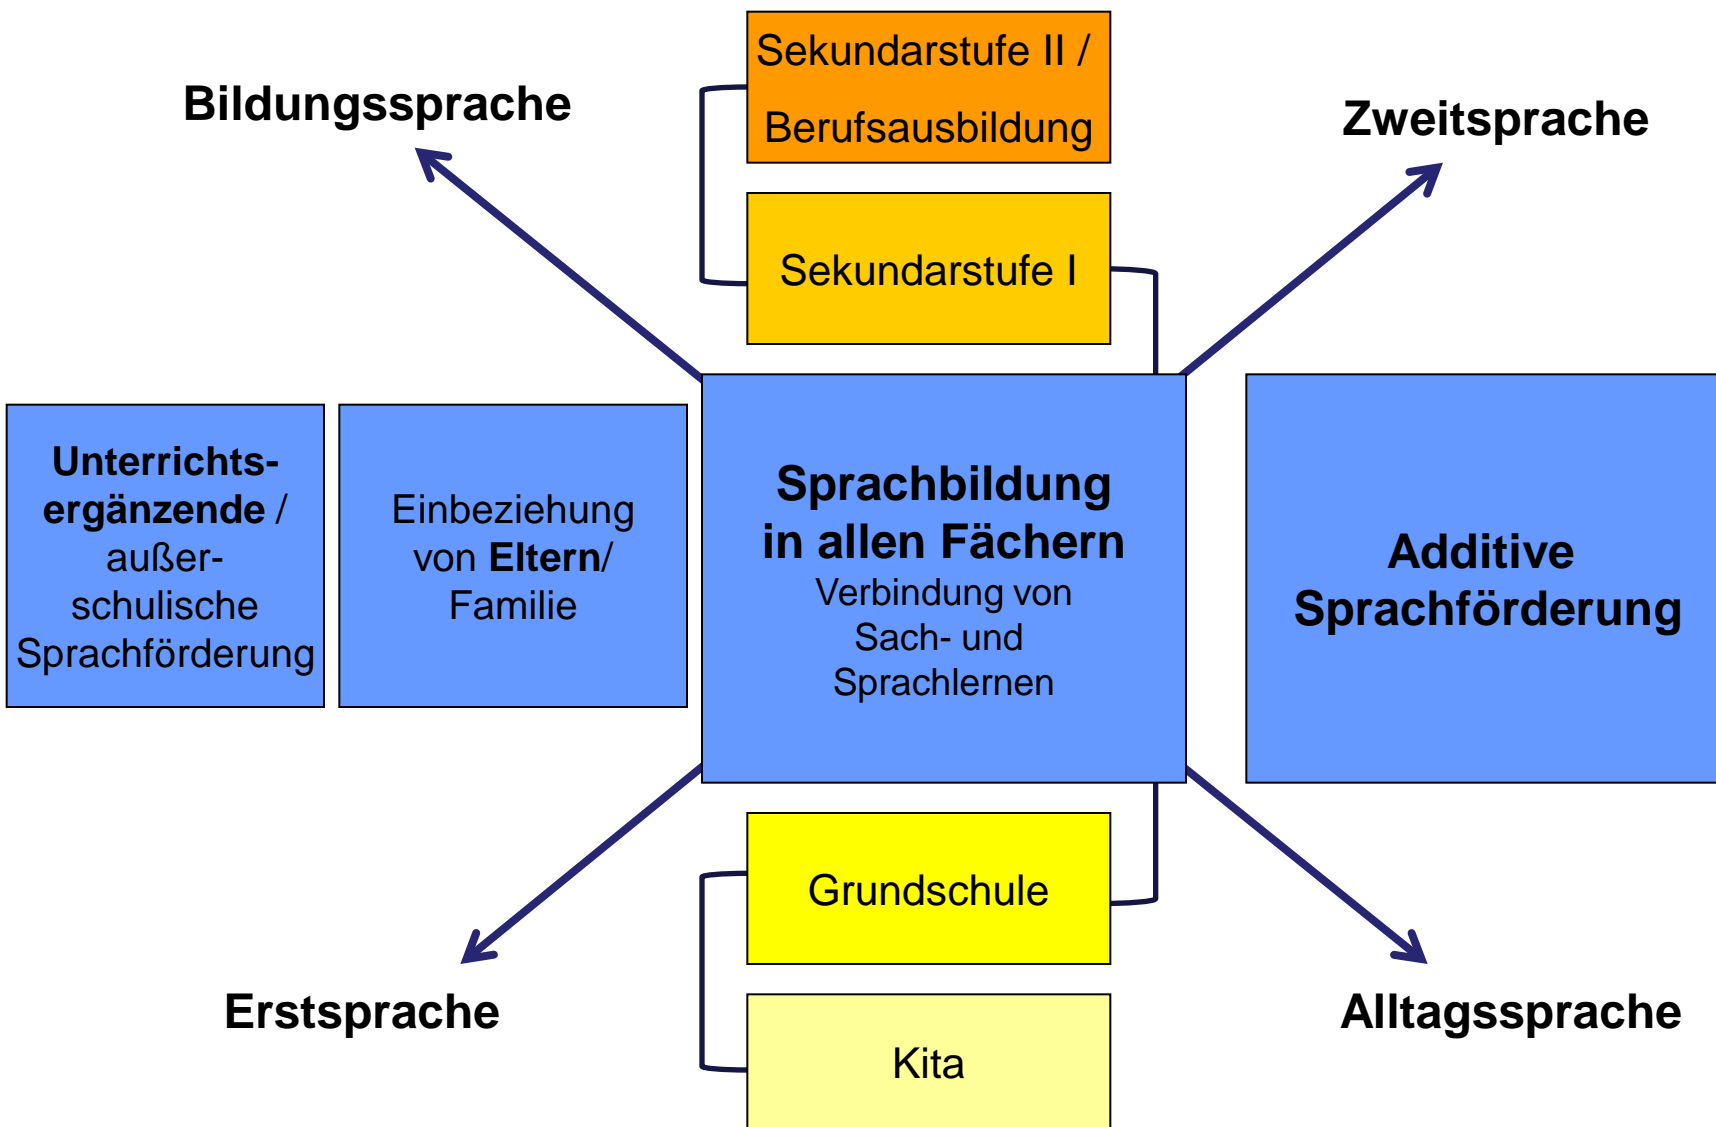 Sekundarstufe II /
Berufsausbildung
Bildungssprache
Zweitsprache
Sekundarstufe I
Unterrichts-
ergänzende /
außer-
schulische
Sprachförderung
Einbeziehung
von Eltern/
Familie
Sprachbildung
in allen Fächern
Verbindung von
Sach- und
Sprachlernen
Additive
Sprachförderung
Grundschule
Erstsprache
Alltagssprache
Kita